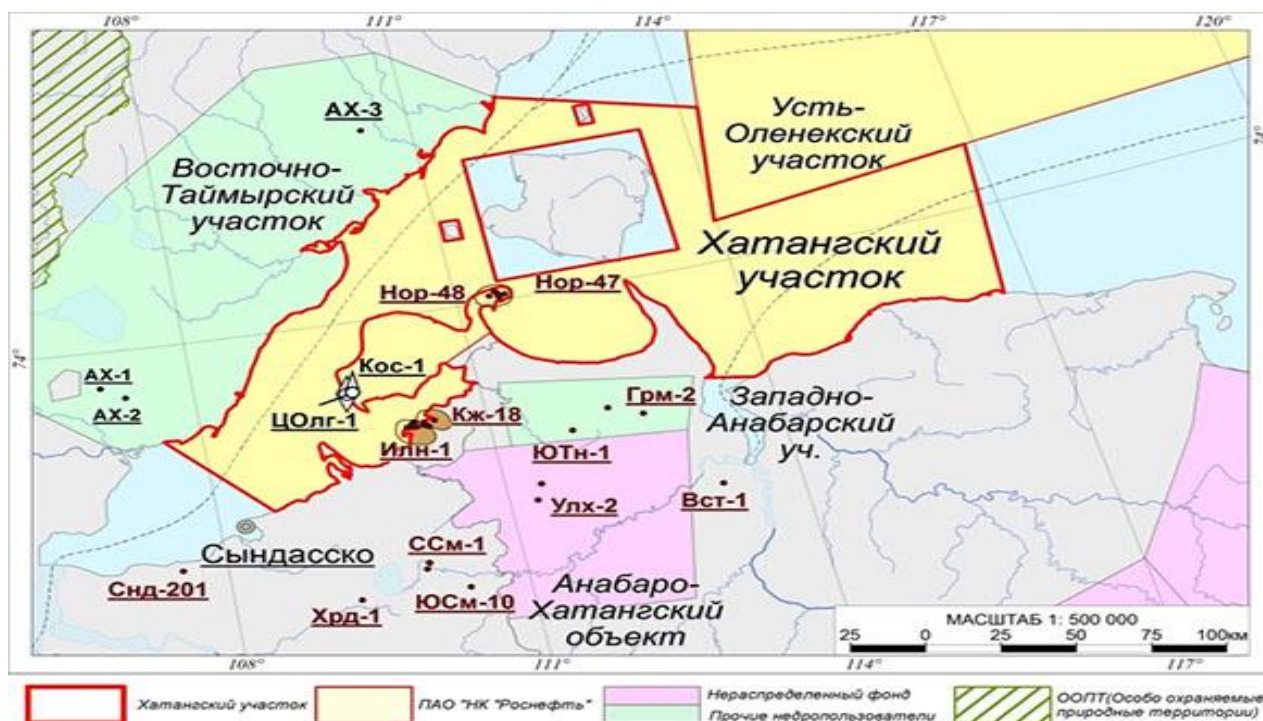 108°
111°
114°
117°
120°
АХ-3
Восточно-
Таймырский
участок
Усть-
Оленекский
участок
Хатангский
участок
74°
74°
Нор-48
Нор-47
Кос-1
ЦОлг-1
АХ-1
АХ-2
Кж-18
Илн-1
Грм-2
ЮТн-1
Западно-
Анабарский
уч.
Улх-2
Вст-1
Сындасско
ССм-1
Снд-201
Хрд-1
ЮСм-10
Анабаро-
Хатангский
объект
МАСШТАБ 1: 500 000
25 0 25 50 75 100км
108°
111°
114°
117°
Хатангский участок
ПАО "НК "Роснефть"
Нераспределенный фонд
Прочие недропользователи
ООПТ(Особо охраняемые
природные территории)